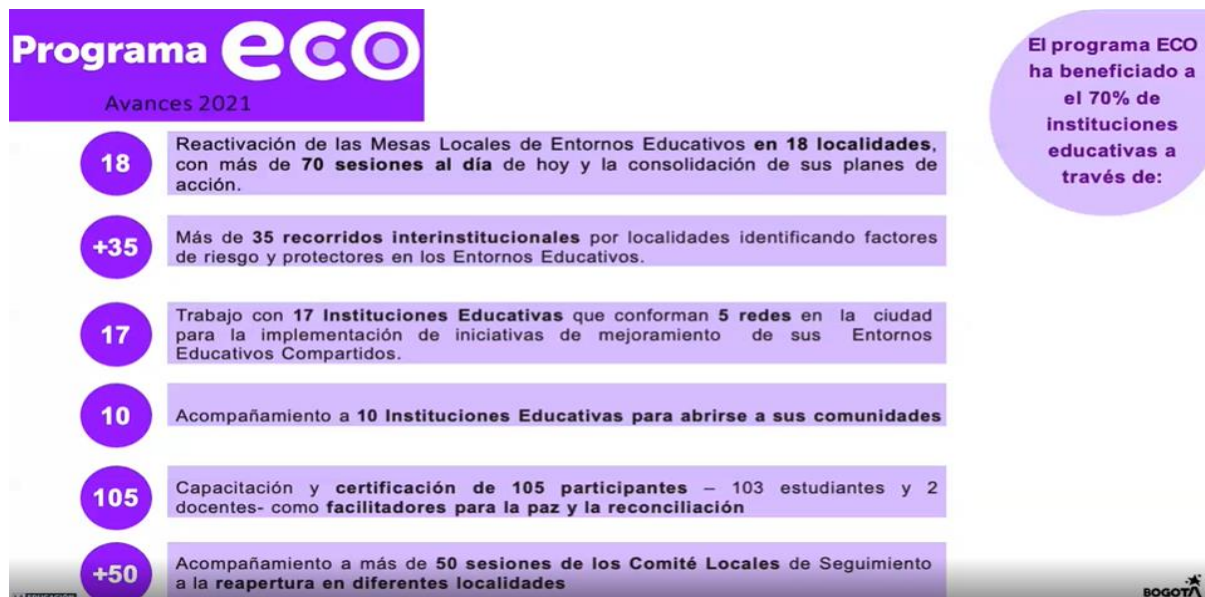 Programa eco
Avances 2021
El programa ECO
ha beneficiado a
el 70% de
instituciones
educativas a
través de:
18
Reactivación de las Mesas Locales de Entornos Educativos en 18 localidades,
con más de 70 sesiones al día de hoy y la consolidación de sus planes de
acción.
+35
Más de 35 recorridos interinstitucionales por localidades identificando factores
de riesgo y protectores en los Entornos Educativos.
17
Trabajo con 17 Instituciones Educativas que conforman 5 redes en la ciudad
para la implementación de iniciativas de mejoramiento de sus Entornos
Educativos Compartidos.
10
Acompañamiento a 10 Instituciones Educativas para abrirse a sus comunidades
105
Capacitación y certificación de 105 participantes – 103 estudiantes y 2
docentes- como facilitadores para la paz y la reconciliación
+50
Acompañamiento a más de 50 sesiones de los Comité Locales de Seguimiento
a la reapertura en diferentes localidades
BOGOTÁ